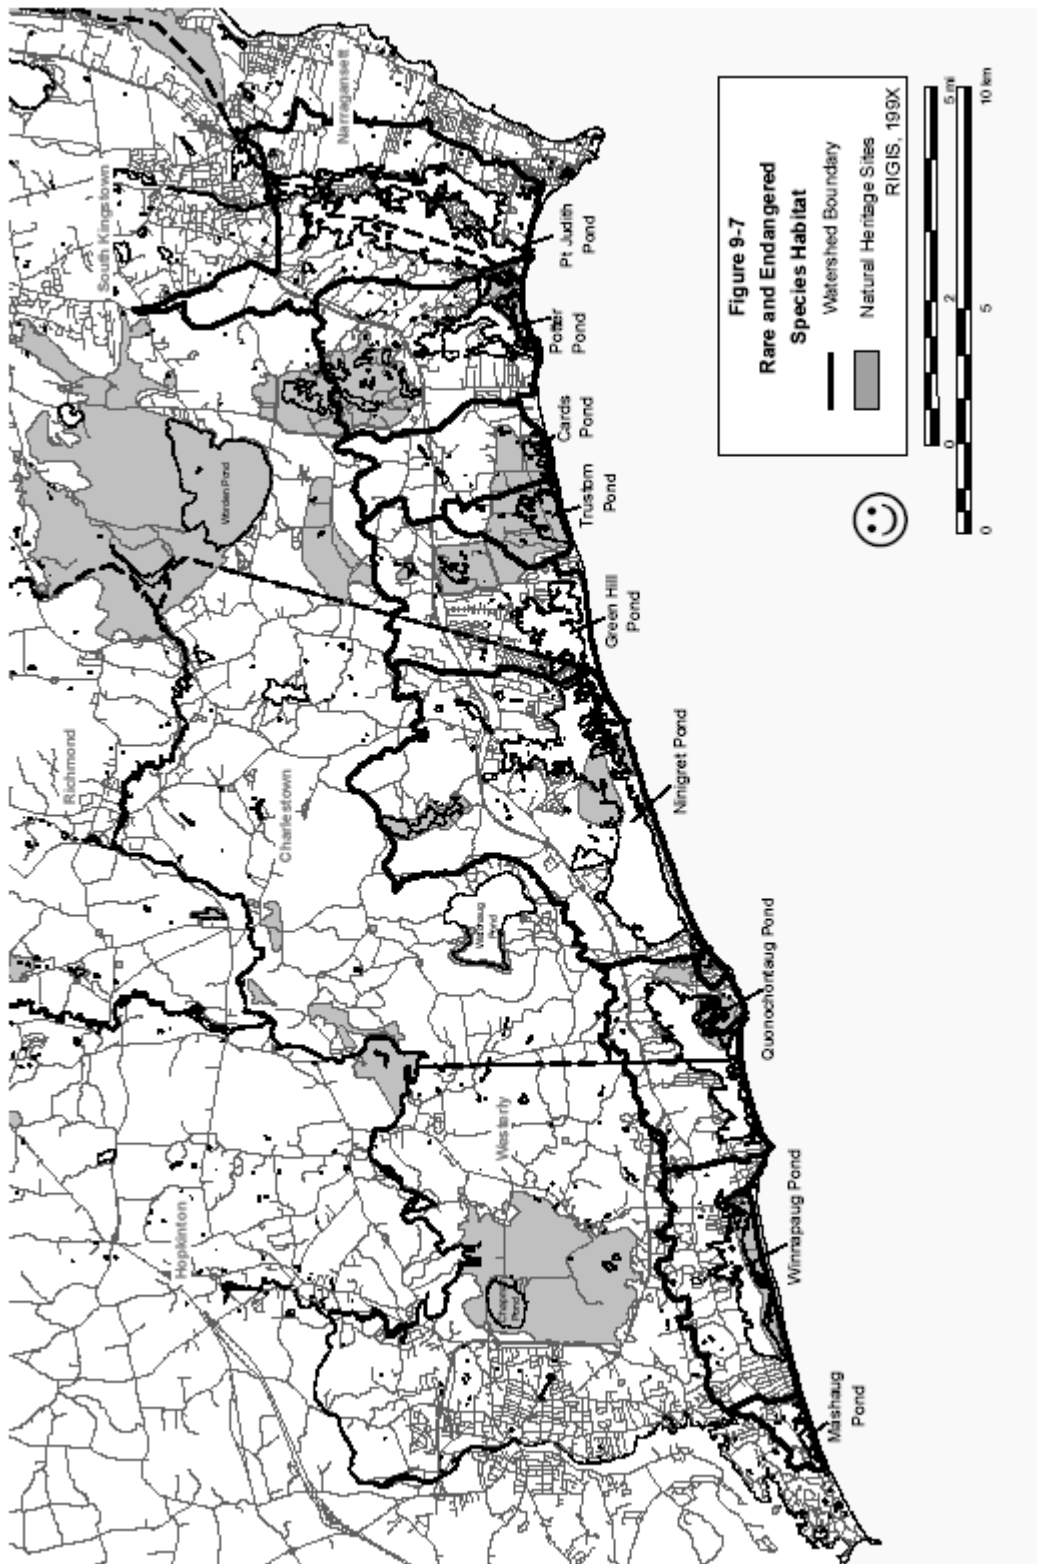 Figure 9-7
Rare and Endangered
Species Habitat
Watershed Boundary
Natural Heritage Sites
RIGIS, 199X
0
2
5 mi
0
5
10 km
Hopkinton
Richmond
South Kingstown
Charlestown
Narragansett
Westerly
Worden Pond
Watchaug
Pond
Pond
Mashaug
Pond
Winnapaug Pond
Quonochontaug Pond
Ninigret Pond
Green Hill
Pond
Trustom
Pond
Cards
Pond
Potter
Pond
Pt Judith
Pond